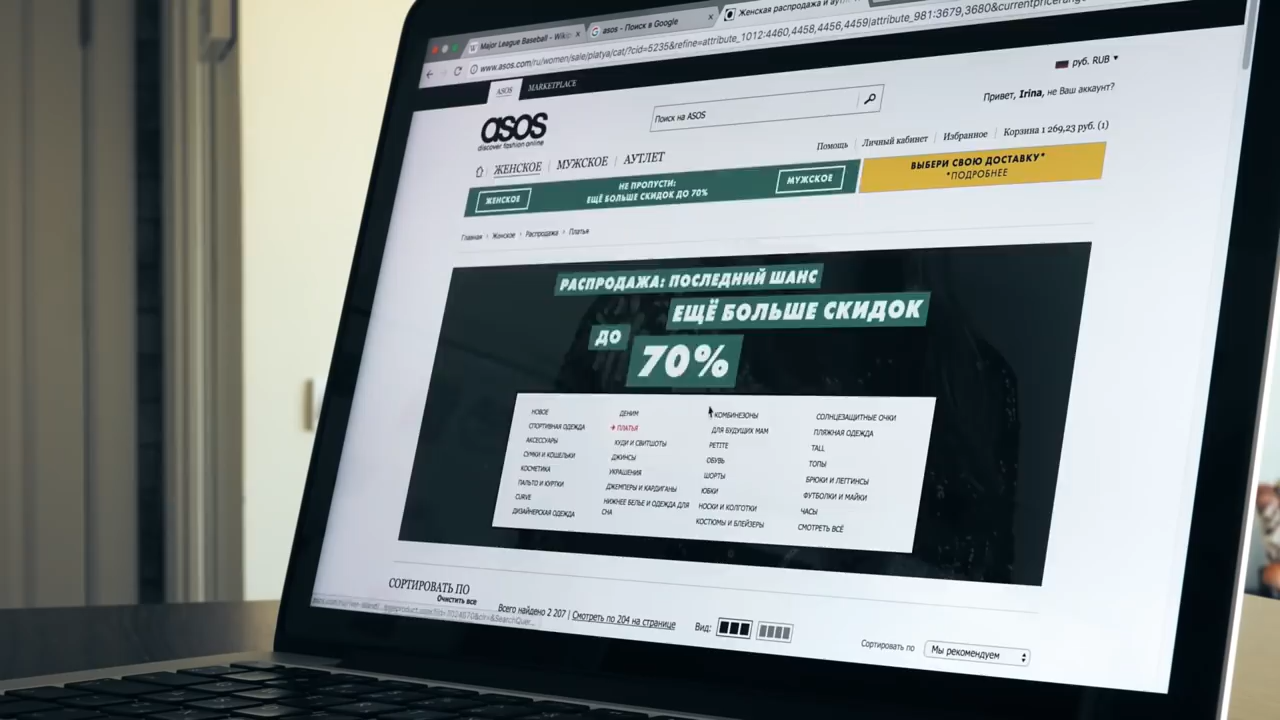 Major League Baseball - Wiki
asos - Поиск в Google
Женская распродажа и аутл
www.asos.com/ru/women/sale/platya/cat/?cid=5235&refine=attribute_1012:4460,4458,4456,4459|attribute_981:3679,3680&currentpricerange
ASOS
MARKETPLACE
руб. RUB
Привет, Irina, не Ваш аккаунт?
asos
discover fashion online
Поиск на ASOS
Помощь | Личный кабинет | Избранное | Корзина 1 269,23 руб. (1)
ЖЕНСКОЕ | МУЖСКОЕ | АУТЛЕТ
ЖЕНСКОЕ
НЕ ПРОПУСТИ:
ЕЩЁ БОЛЬШЕ СКИДОК ДО 70%
МУЖСКОЕ
ВЫБЕРИ СВОЮ ДОСТАВКУ*
*ПОДРОБНЕЕ
Главная › Женское › Распродажа › Платья
РАСПРОДАЖА: ПОСЛЕДНИЙ ШАНС
ЕЩЁ БОЛЬШЕ СКИДОК
ДО
70%
НОВОЕ
СПОРТИВНАЯ ОДЕЖДА
АКСЕССУАРЫ
СУМКИ И КОШЕЛЬКИ
КОСМЕТИКА
ПАЛЬТО И КУРТКИ
CURVE
ДИЗАЙНЕРСКАЯ ОДЕЖДА
ДЕНИМ
ПЛАТЬЯ
ХУДИ И СВИТШОТЫ
ДЖИНСЫ
УКРАШЕНИЯ
ДЖЕМПЕРЫ И КАРДИГАНЫ
НИЖНЕЕ БЕЛЬЕ И ОДЕЖДА ДЛЯ
СНА
КОМБИНЕЗОНЫ
ДЛЯ БУДУЩИХ МАМ
PETITE
ОБУВЬ
ШОРТЫ
ЮБКИ
НОСКИ И КОЛГОТКИ
КОСТЮМЫ И БЛЕЙЗЕРЫ
СОЛНЦЕЗАЩИТНЫЕ ОЧКИ
ПЛЯЖНАЯ ОДЕЖДА
TALL
ТОПЫ
БРЮКИ И ЛЕГГИНСЫ
ФУТБОЛКИ И МАЙКИ
ЧАСЫ
СМОТРЕТЬ ВСЁ
СОРТИРОВАТЬ ПО
Очистить все
Всего найдено 2 207 | Смотреть по 204 на странице
Вид:
Сортировать по
Мы рекомендуем